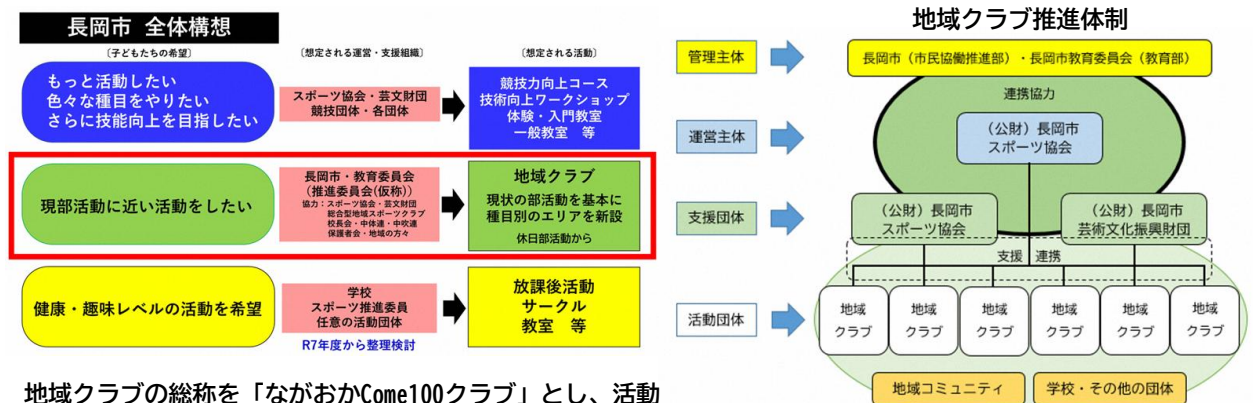 長岡市 全体構想
〔子どもたちの希望〕
〔想定される運営・支援組織〕
〔想定される活動〕
もっと活動したい
色々な種目をやりたい
さらに技能向上を目指したい
スポーツ協会・芸文財団
競技団体・各団体
競技力向上コース
技術向上ワークショップ
体験・入門教室
一般教室 等
現部活動に近い活動をしたい
長岡市・教育委員会
(推進委員会(仮称))
協力：スポーツ協会・芸文財団
総合型地域スポーツクラブ
校長会・中体連・中吹連
保護者会・地域の方々
地域クラブ
現状の部活動を基本に
種目別のエリアを新設
休日部活動から
健康・趣味レベルの活動を希望
学校
スポーツ推進委員
任意の活動団体
R7年度から整理検討
放課後活動
サークル
教室 等
地域クラブの総称を「ながおかCome100クラブ」とし、活動
地域クラブ推進体制
管理主体
長岡市（市民協働推進部）・長岡市教育委員会（教育部）
連携協力
運営主体
（公財）長岡市
スポーツ協会
支援団体
（公財）長岡市
スポーツ協会
（公財）長岡市
芸術文化振興財団
支援 連携
活動団体
地域
クラブ
地域
クラブ
地域
クラブ
地域
クラブ
地域
クラブ
地域
クラブ
地域コミュニティ
学校・その他の団体